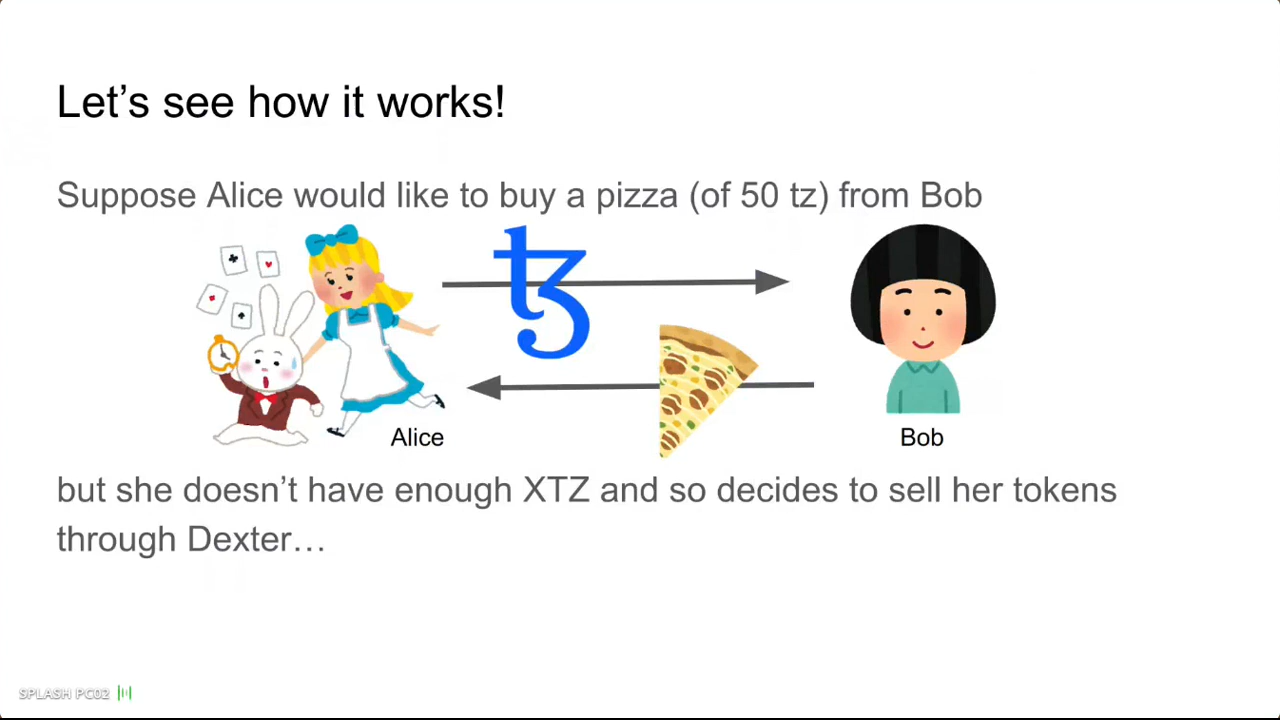 Let’s see how it works!
Suppose Alice would like to buy a pizza (of 50 tz) from Bob
Alice
Bob
but she doesn’t have enough XTZ and so decides to sell her tokens
through Dexter…
SPLASH PC02